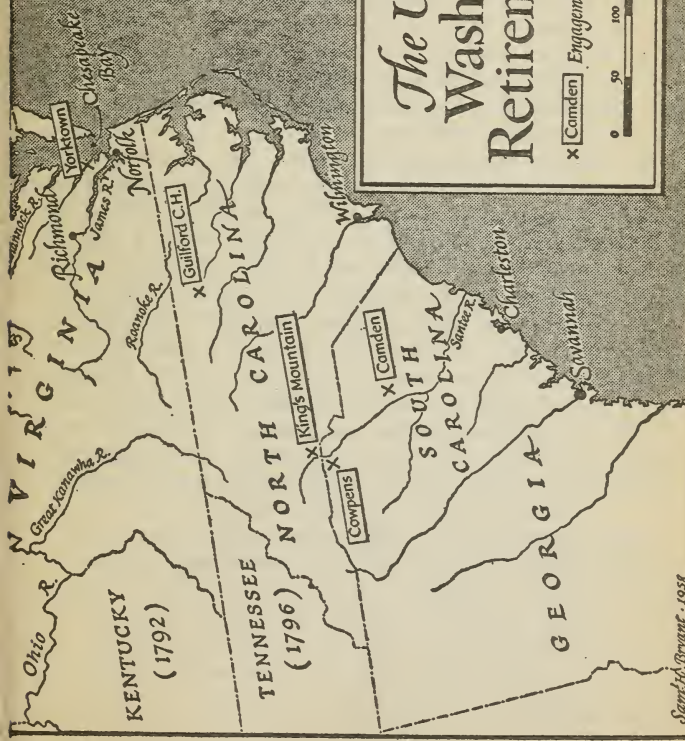 Chesapeake
Bay
Yorktown
Norfolk
Richmond
James R.
VIRGINIA
Roanoke R.
Guilford C.H.
NORTH CAROLINA
Wilmington
King's Mountain
Camden
Cowpens
SOUTH
CAROLINA
Santee R.
Charleston
Savannah
GEORGIA
Great Kanawha R.
Ohio R.
KENTUCKY
(1792)
TENNESSEE
(1796)
The U
Wash
Retirem
× Camden Engagem
0 50 100
Sam'l H. Bryant · 1958